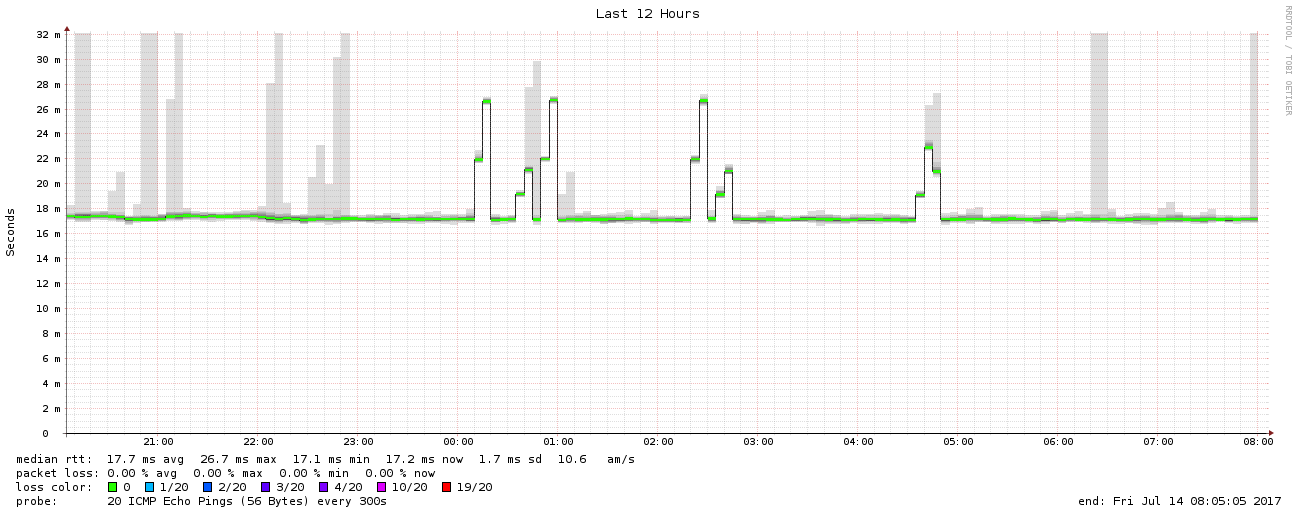 Last 12 Hours
RRDTOOL / TOBI OETIKER
Seconds
32 m
30 m
28 m
26 m
24 m
22 m
20 m
18 m
16 m
14 m
12 m
10 m
8 m
6 m
4 m
2 m
0
21:00 22:00 23:00 00:00 01:00 02:00 03:00 04:00 05:00 06:00 07:00 08:00
median rtt: 17.7 ms avg 26.7 ms max 17.1 ms min 17.2 ms now 1.7 ms sd 10.6 am/s
packet loss: 0.00 % avg 0.00 % max 0.00 % min 0.00 % now
loss color: 0 1/20 2/20 3/20 4/20 10/20 19/20
probe: 20 ICMP Echo Pings (56 Bytes) every 300s end: Fri Jul 14 08:05:05 2017